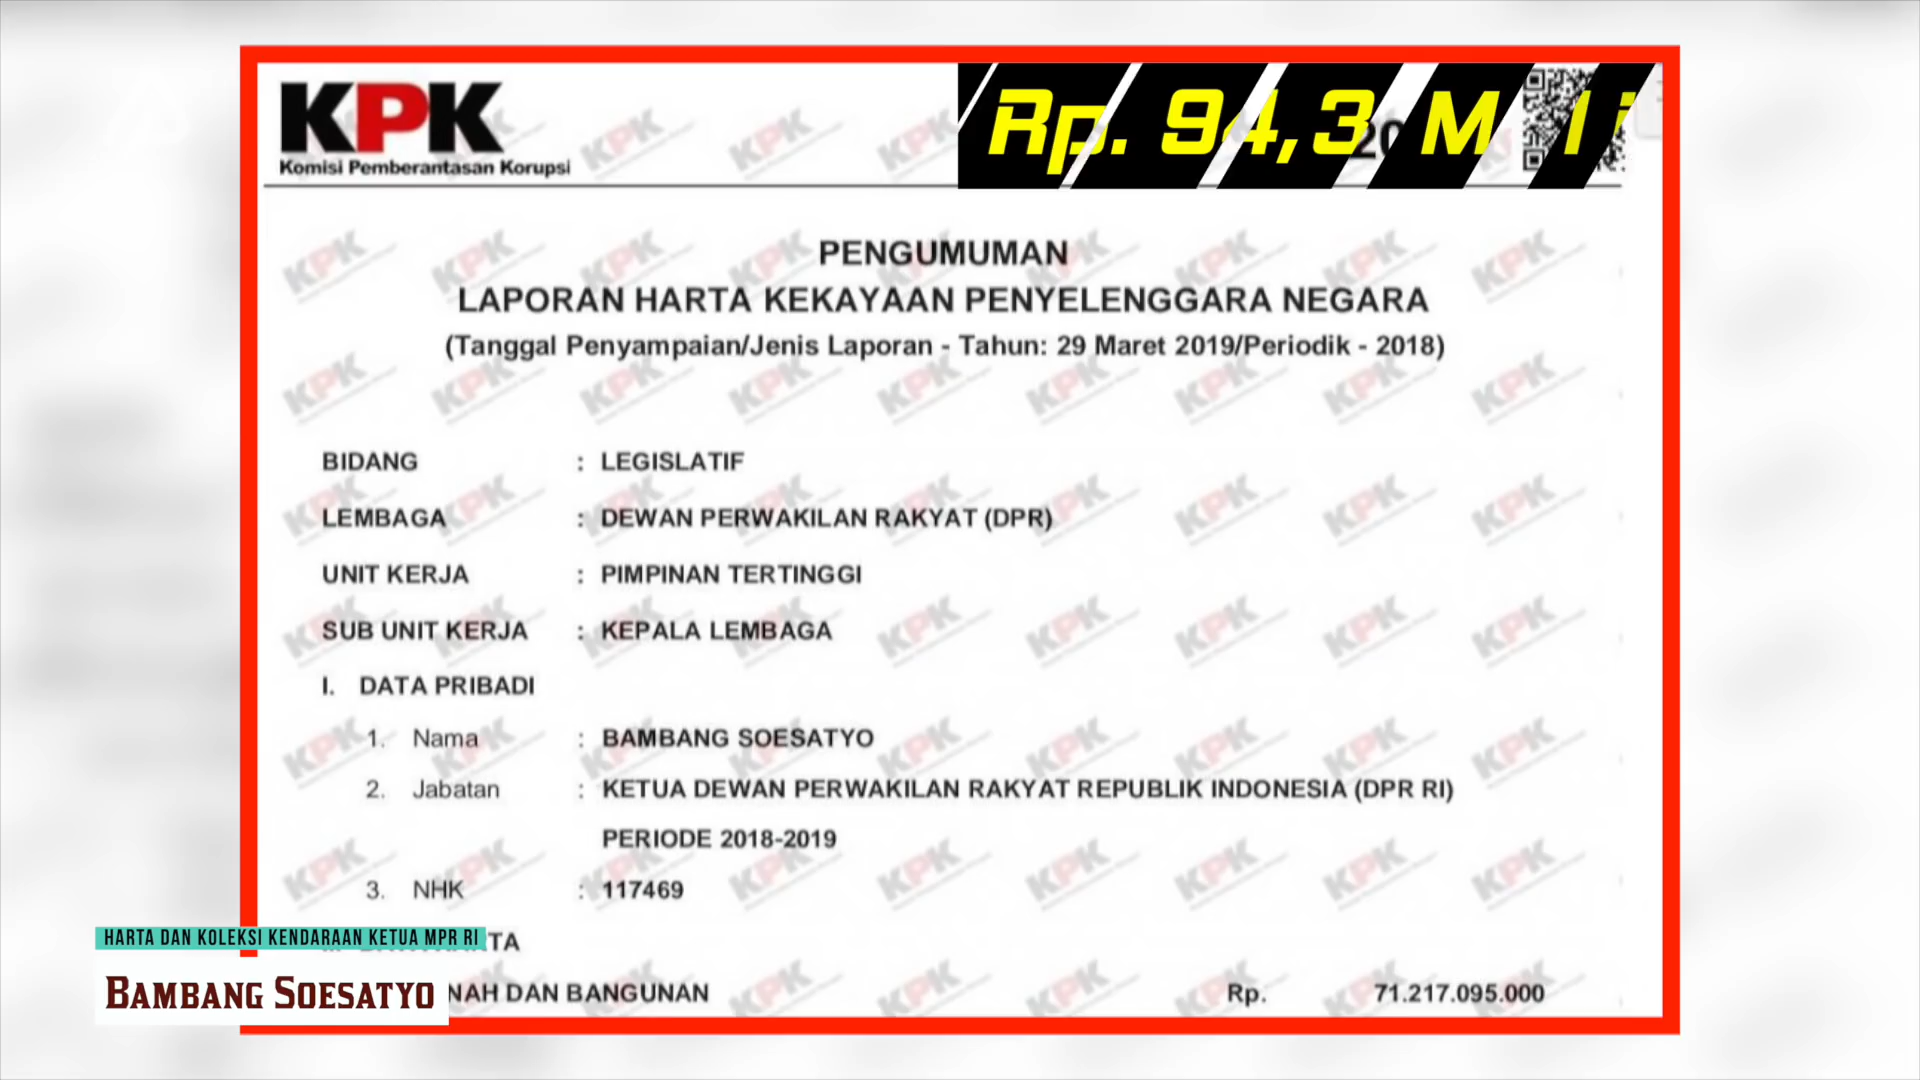 KPK
Komisi Pemberantasan Korupsi
Rp. 94,3 M
PENGUMUMAN
LAPORAN HARTA KEKAYAAN PENYELENGGARA NEGARA
(Tanggal Penyampaian/Jenis Laporan - Tahun: 29 Maret 2019/Periodik - 2018)
BIDANG : LEGISLATIF
LEMBAGA : DEWAN PERWAKILAN RAKYAT (DPR)
UNIT KERJA : PIMPINAN TERTINGGI
SUB UNIT KERJA : KEPALA LEMBAGA
I. DATA PRIBADI
1. Nama : BAMBANG SOESATYO
2. Jabatan : KETUA DEWAN PERWAKILAN RAKYAT REPUBLIK INDONESIA (DPR RI)
PERIODE 2018-2019
3. NHK : 117469
HARTA DAN KOLEKSI KENDARAAN KETUA MPR RI
BAMBANG SOESATYO
NAH DAN BANGUNAN Rp. 71.217.095.000